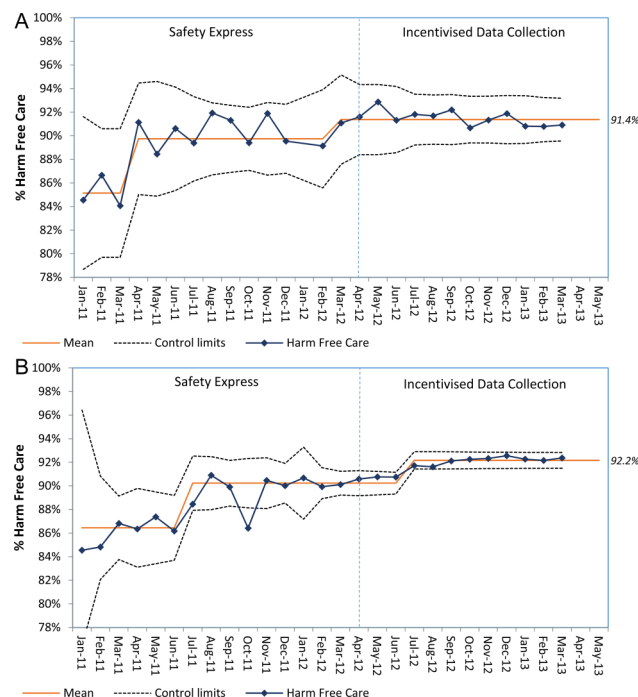 A
Safety Express
Incentivised Data Collection
% Harm Free Care
100%
98%
96%
94%
92%
90%
88%
86%
84%
82%
80%
78%
91.4%
Jan-11
Feb-11
Mar-11
Apr-11
May-11
Jun-11
Jul-11
Aug-11
Sep-11
Oct-11
Nov-11
Dec-11
Jan-12
Feb-12
Mar-12
Apr-12
May-12
Jun-12
Jul-12
Aug-12
Sep-12
Oct-12
Nov-12
Dec-12
Jan-13
Feb-13
Mar-13
Apr-13
May-13
Mean
Control limits
Harm Free Care
B
Safety Express
Incentivised Data Collection
% Harm Free Care
100%
98%
96%
94%
92%
90%
88%
86%
84%
82%
80%
78%
92.2%
Jan-11
Feb-11
Mar-11
Apr-11
May-11
Jun-11
Jul-11
Aug-11
Sep-11
Oct-11
Nov-11
Dec-11
Jan-12
Feb-12
Mar-12
Apr-12
May-12
Jun-12
Jul-12
Aug-12
Sep-12
Oct-12
Nov-12
Dec-12
Jan-13
Feb-13
Mar-13
Apr-13
May-13
Mean
Control limits
Harm Free Care